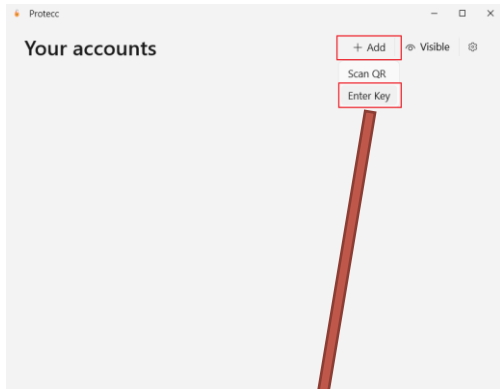 Protecc
Your accounts
+ Add
Visible
Scan QR
Enter Key